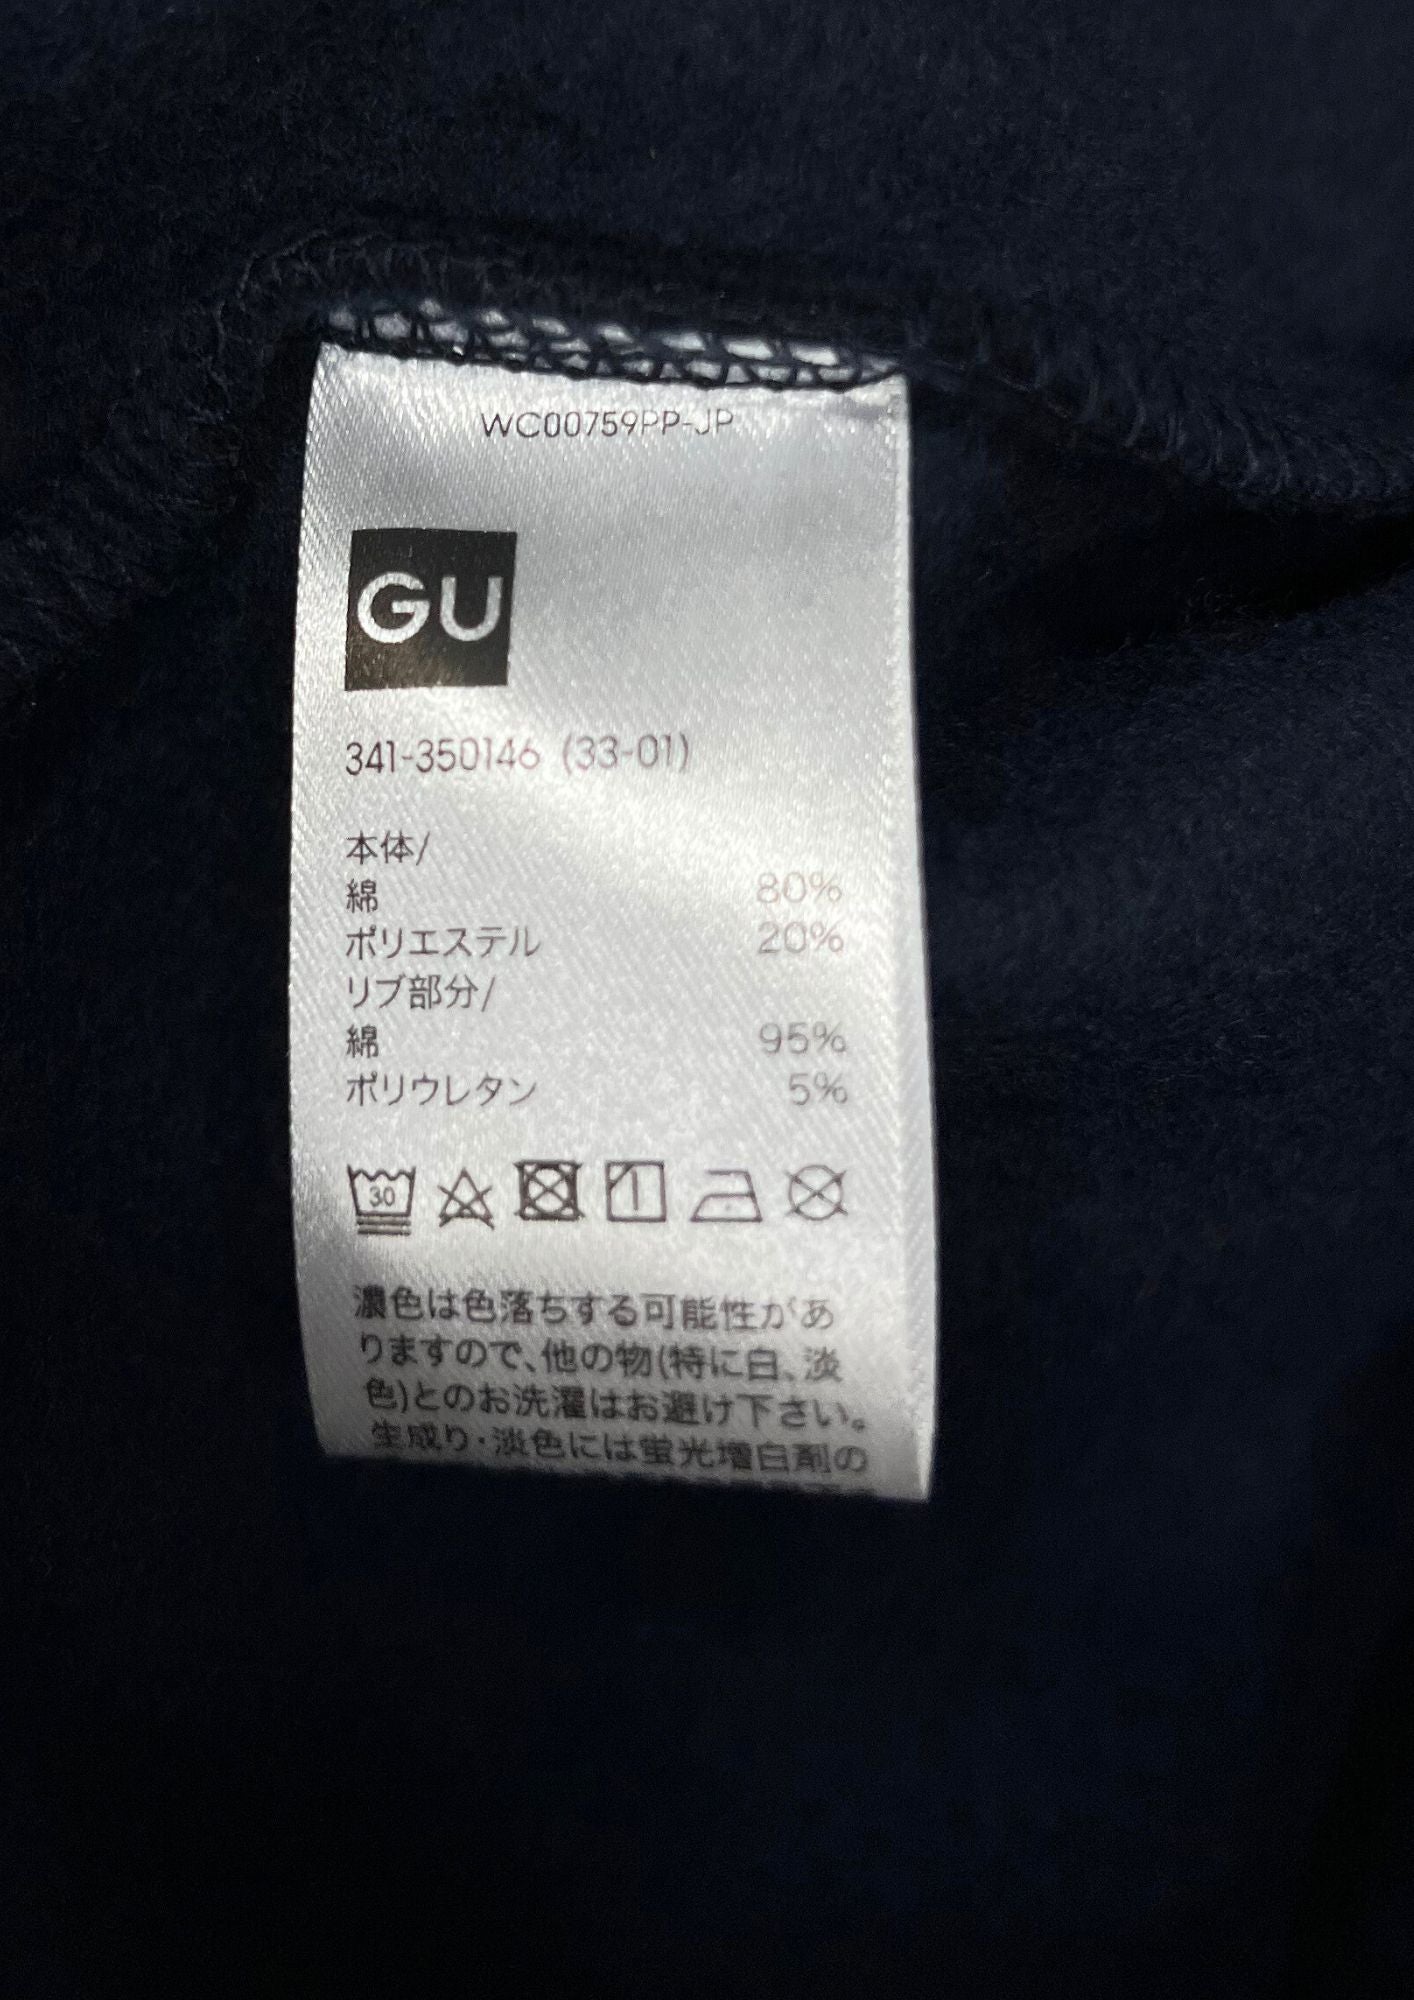 WC00759PP-JP
GU
341-350146 (33-01)
本体/
綿 80%
ポリエステル 20%
リブ部分/
綿 95%
ポリウレタン 5%
30
濃色は色落ちする可能性があ
りますので、他の物(特に白、淡
色)とのお洗濯はお避け下さい。
生成り・淡色には蛍光増白剤の